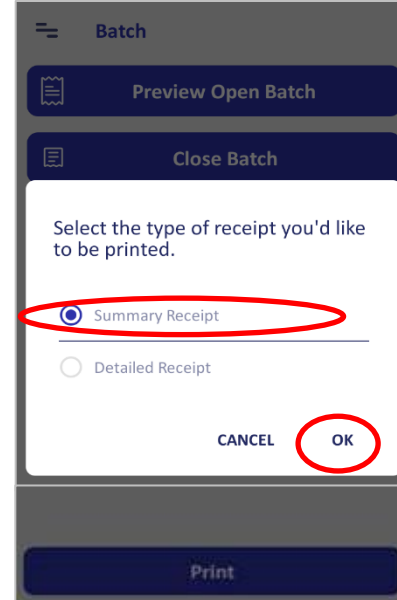 Batch
Preview Open Batch
Close Batch
Select the type of receipt you'd like
to be printed.
Summary Receipt
Detailed Receipt
CANCEL OK
Print